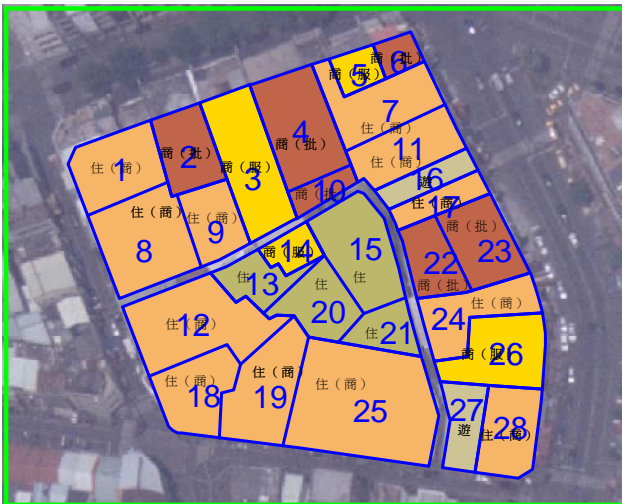 商（批）
6
商（服）
5
商（批）
4
7
住（商）
商（批）
2
商（服）
3
住（商）
1
11
住（商）
遊
16
商（批）
10
住（商）
17
住（商）
8
住（商）
9
商（批）
23
商（服）
14
15
住
22
商（批）
住
13
住
20
住（商）
24
住（商）
12
住
21
商（服）
26
住（商）
19
住（商）
25
18
27
遊
住（商）
28